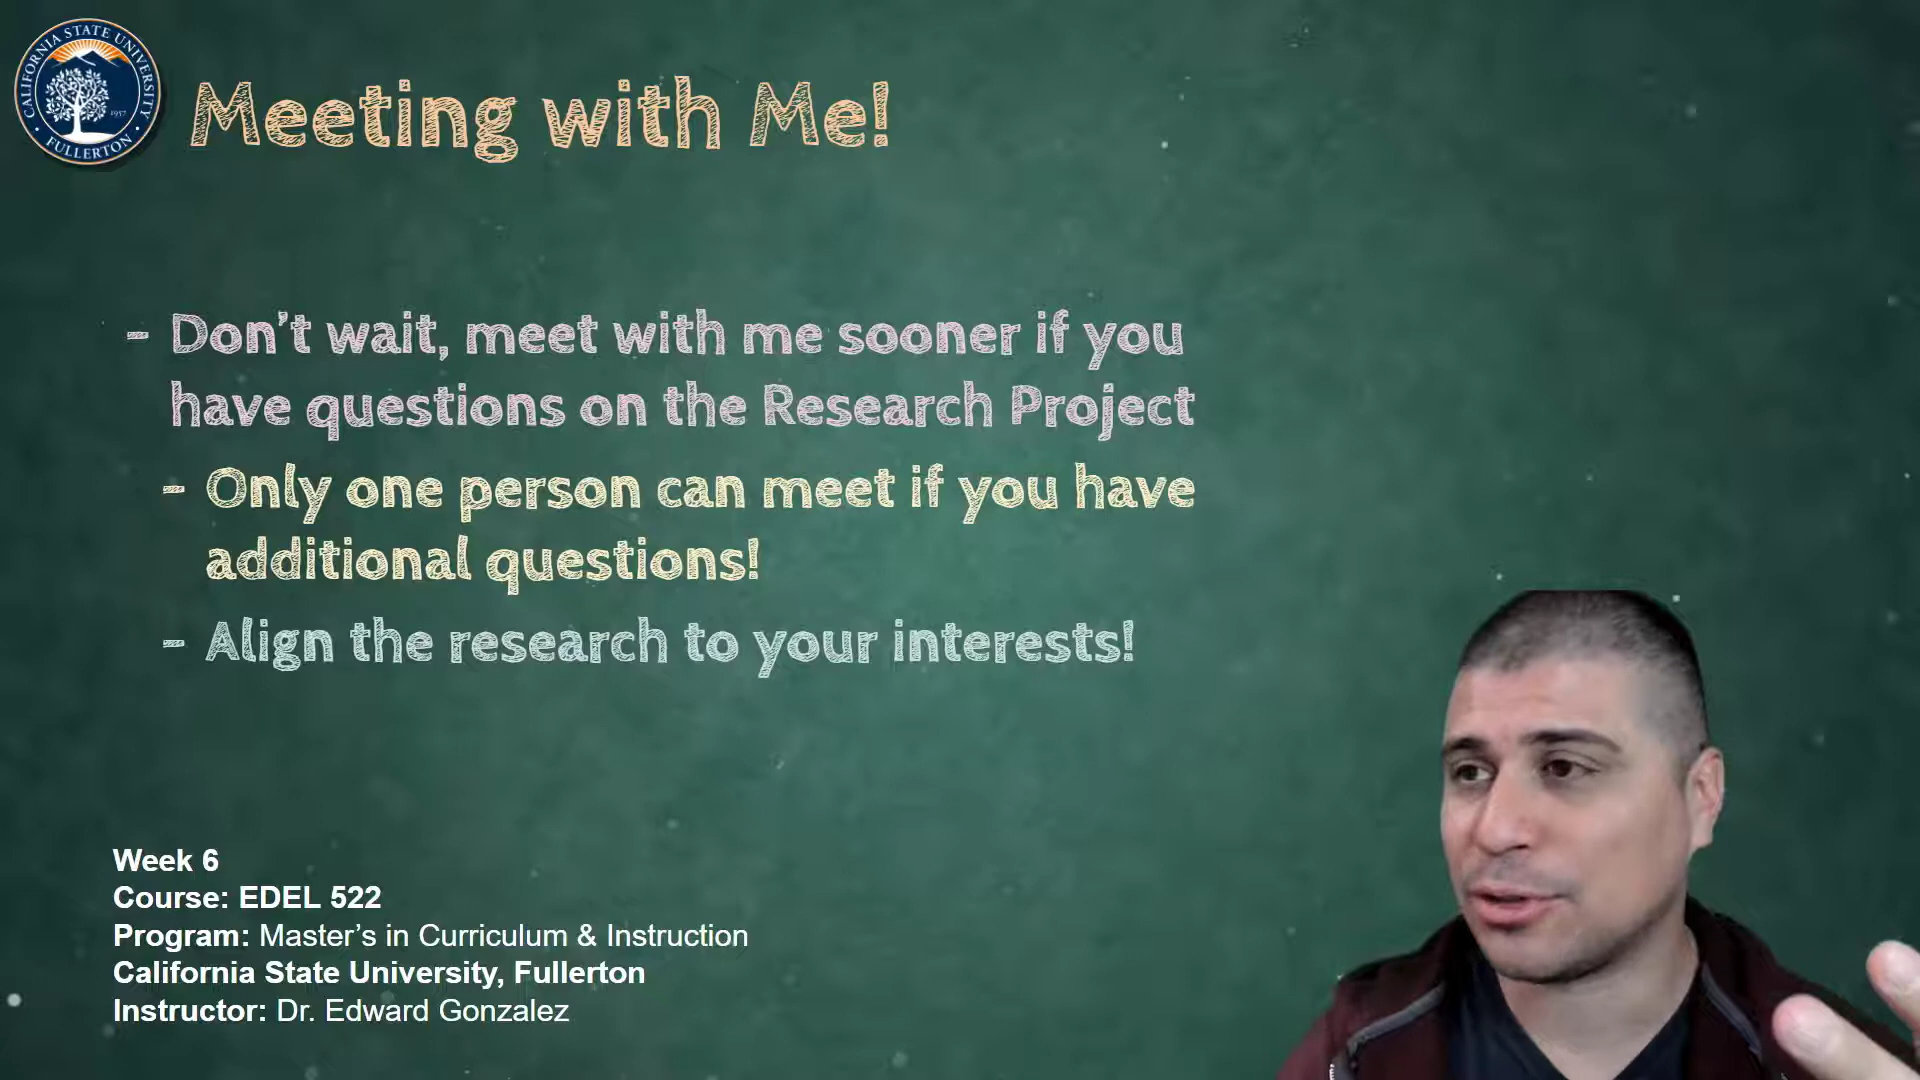 CALIFORNIA STATE UNIVERSITY
1957
FULLERTON
Meeting with Me!
- Don't wait, meet with me sooner if you
have questions on the Research Project
- Only one person can meet if you have
additional questions!
- Align the research to your interests!
Week 6
Course: EDEL 522
Program: Master's in Curriculum & Instruction
California State University, Fullerton
Instructor: Dr. Edward Gonzalez